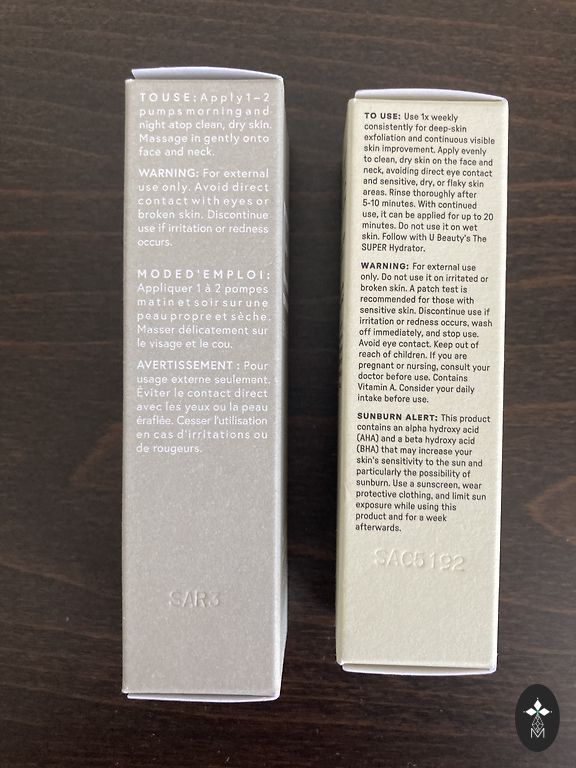 TO USE: Apply 1–2
pumps morning and
night atop clean, dry skin.
Massage in gently onto
face and neck.
WARNING: For external
use only. Avoid direct
contact with eyes or
broken skin. Discontinue
use if irritation or redness
occurs.
MODE D'EMPLOI:
Appliquer 1 à 2 pompes
matin et soir sur une
peau propre et sèche.
Masser délicatement sur
le visage et le cou.
AVERTISSEMENT : Pour
usage externe seulement.
Éviter le contact direct
avec les yeux ou la peau
éraflée. Cesser l'utilisation
en cas d'irritations ou
de rougeurs.
SAR3
TO USE: Use 1x weekly
consistently for deep-skin
exfoliation and continuous visible
skin improvement. Apply evenly
to clean, dry skin on the face and
neck, avoiding direct eye contact
and sensitive, dry, or flaky skin
areas. Rinse thoroughly after
5-10 minutes. With continued
use, it can be applied for up to 20
minutes. Do not use it on wet
skin. Follow with U Beauty's The
SUPER Hydrator.
WARNING: For external use
only. Do not use it on irritated or
broken skin. A patch test is
recommended for those with
sensitive skin. Discontinue use if
irritation or redness occurs, wash
off immediately, and stop use.
Avoid eye contact. Keep out of
reach of children. If you are
pregnant or nursing, consult your
doctor before use. Contains
Vitamin A. Consider your daily
intake before use.
SUNBURN ALERT: This product
contains an alpha hydroxy acid
(AHA) and a beta hydroxy acid
(BHA) that may increase your
skin's sensitivity to the sun and
particularly the possibility of
sunburn. Use a sunscreen, wear
protective clothing, and limit sun
exposure while using this
product and for a week
afterwards.
SAC5192
M